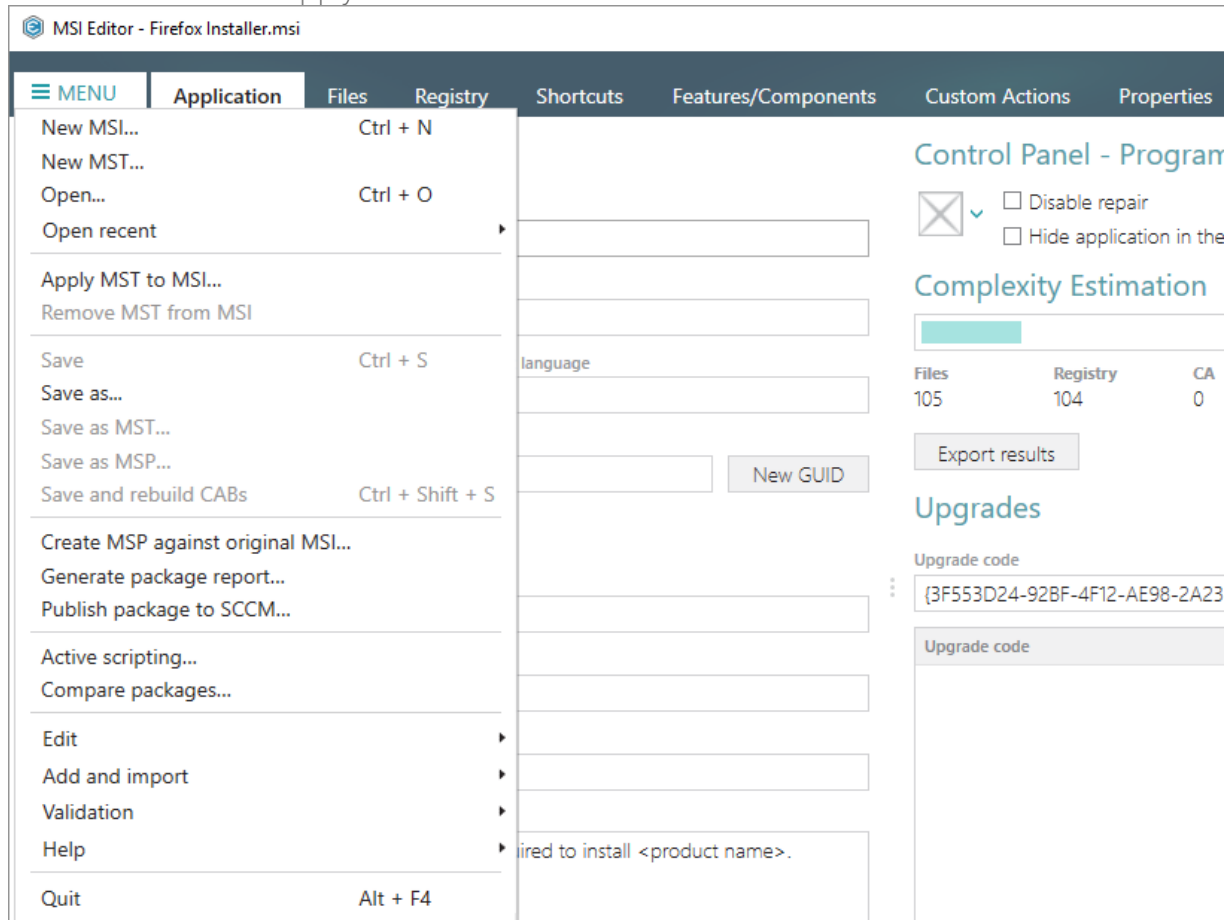 MSI Editor - Firefox Installer.msi
MENU Application Files Registry Shortcuts Features/Components Custom Actions Properties
New MSI... Ctrl + N
New MST...
Open... Ctrl + O
Open recent
Apply MST to MSI...
Remove MST from MSI
Save Ctrl + S
Save as...
Save as MST...
Save as MSP...
Save and rebuild CABs Ctrl + Shift + S
Create MSP against original MSI...
Generate package report...
Publish package to SCCM...
Active scripting...
Compare packages...
Edit
Add and import
Validation
Help
Quit Alt + F4
language
New GUID
ired to install <product name>.
Control Panel - Program
Disable repair
Hide application in the
Complexity Estimation
Files Registry CA
105 104 0
Export results
Upgrades
Upgrade code
{3F553D24-92BF-4F12-AE98-2A23
Upgrade code